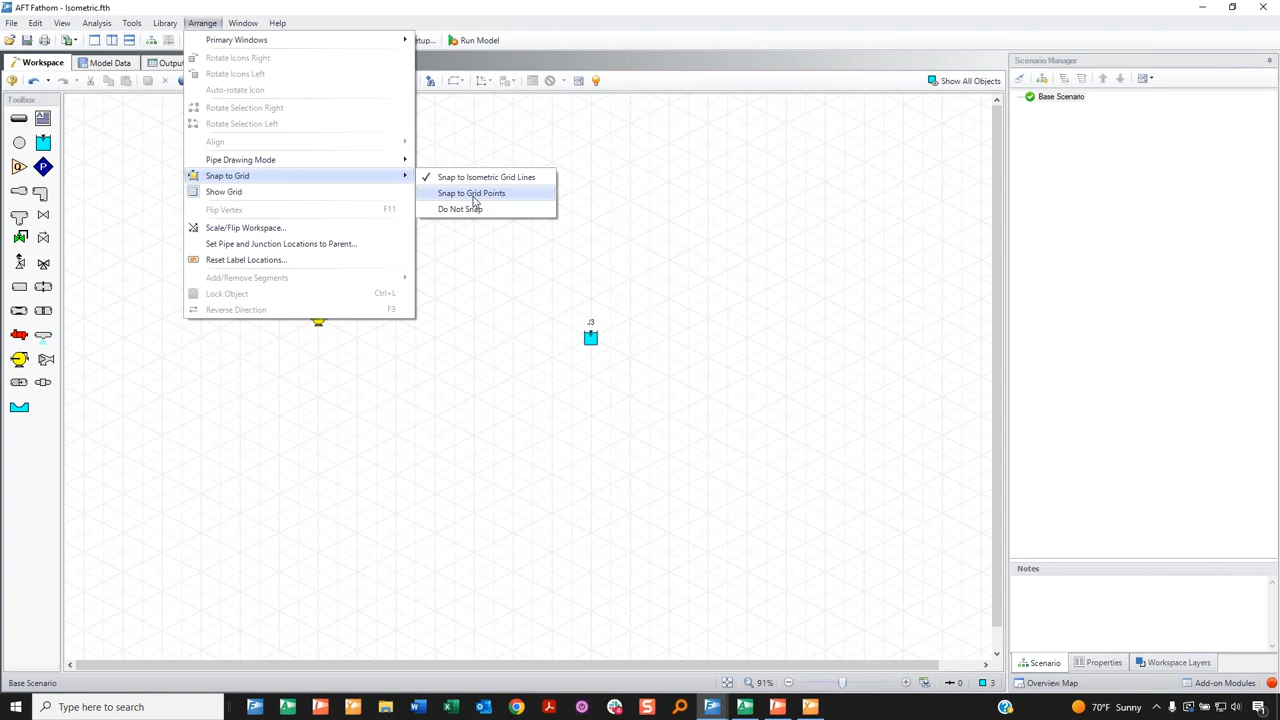 AFT Fathom - Isometric.fth
File Edit View Analysis Tools Library Arrange Window Help
etup... Run Model
Workspace Model Data Output
Show All Objects
Toolbox
Primary Windows
Rotate Icons Right
Rotate Icons Left
Auto-rotate Icon
Rotate Selection Right
Rotate Selection Left
Align
Pipe Drawing Mode
Snap to Grid
Show Grid
Flip Vertex F11
Scale/Flip Workspace...
Set Pipe and Junction Locations to Parent...
Reset Label Locations...
Add/Remove Segments
Lock Object Ctrl+L
Reverse Direction F3
Snap to Isometric Grid Lines
Snap to Grid Points
Do Not Snap
J3
Scenario Manager
Base Scenario
Notes
Scenario Properties Workspace Layers
Base Scenario 91% 0 3 Overview Map Add-on Modules
Type here to search 70°F Sunny